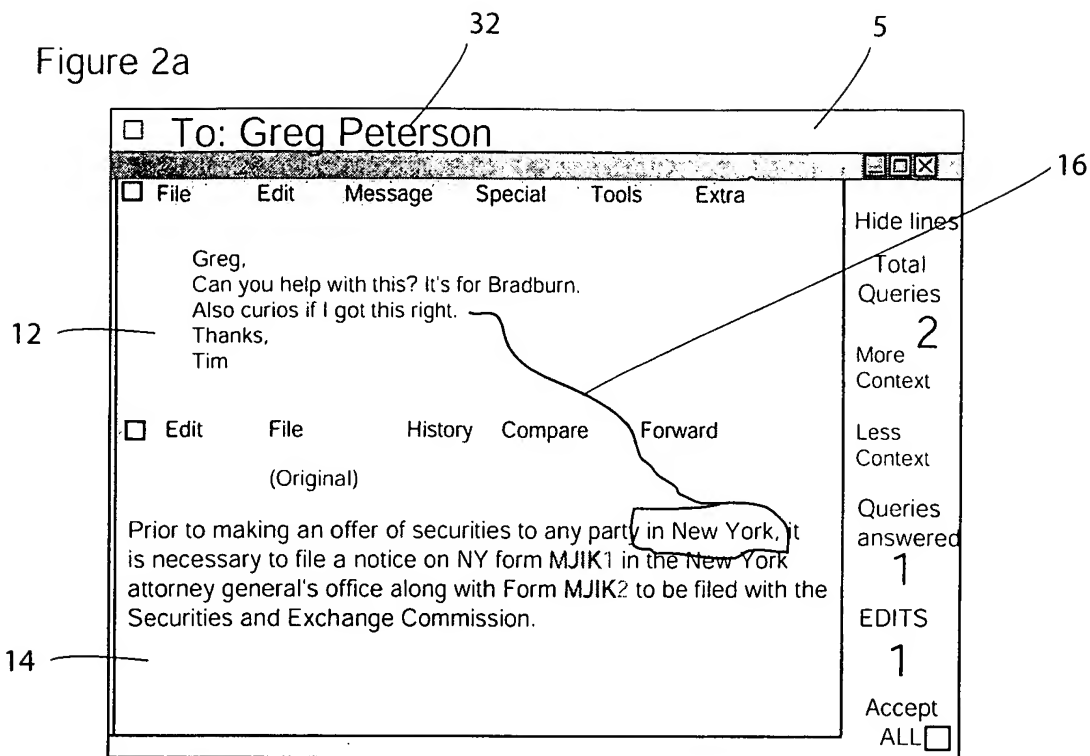 32
5
Figure 2a
To: Greg Peterson
16
File Edit Message Special Tools Extra
Hide lines
Greg,
Can you help with this? It's for Bradburn.
Also curios if I got this right.
Thanks,
Tim
12
Total
Queries
2
More
Context
Edit File History Compare Forward
Less
Context
(Original)
Queries
answered
1
Prior to making an offer of securities to any party in New York, it
is necessary to file a notice on NY form MJIK1 in the New York
attorney general's office along with Form MJIK2 to be filed with the
Securities and Exchange Commission.
EDITS
1
14
Accept
ALL